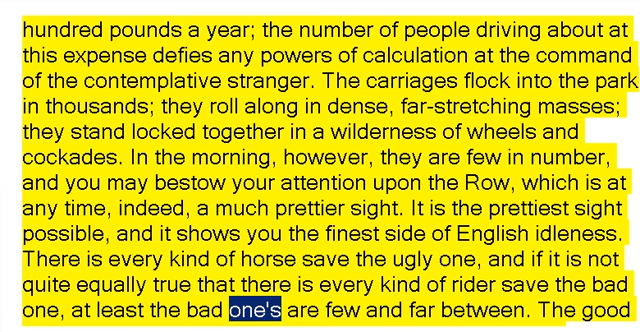 hundred pounds a year; the number of people driving about at
this expense defies any powers of calculation at the command
of the contemplative stranger. The carriages flock into the park
in thousands; they roll along in dense, far-stretching masses;
they stand locked together in a wilderness of wheels and
cockades. In the morning, however, they are few in number,
and you may bestow your attention upon the Row, which is at
any time, indeed, a much prettier sight. It is the prettiest sight
possible, and it shows you the finest side of English idleness.
There is every kind of horse save the ugly one, and if it is not
quite equally true that there is every kind of rider save the bad
one, at least the bad one's are few and far between. The good